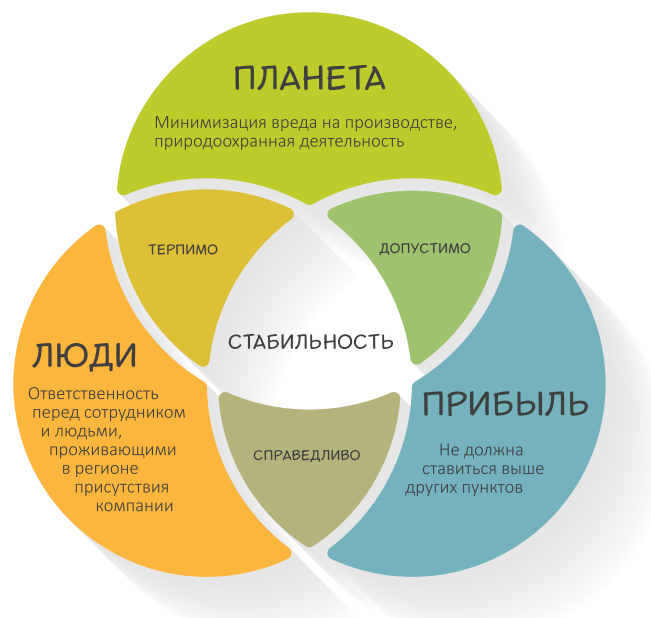 ПЛАНЕТА
Минимизация вреда на производстве,
природоохранная деятельность
ТЕРПИМО
ДОПУСТИМО
СТАБИЛЬНОСТЬ
ЛЮДИ
Ответственность
перед сотрудником
и людьми,
проживающими
в регионе
присутствия
компании
ПРИБЫЛЬ
Не должна
ставиться выше
других пунктов
СПРАВЕДЛИВО